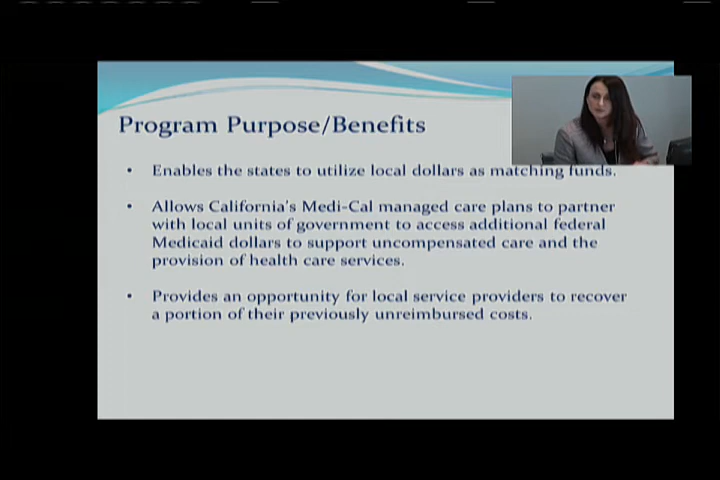 Program Purpose/Benefits
• Enables the states to utilize local dollars as matching funds.
• Allows California's Medi-Cal managed care plans to partner
with local units of government to access additional federal
Medicaid dollars to support uncompensated care and the
provision of health care services.
• Provides an opportunity for local service providers to recover
a portion of their previously unreimbursed costs.